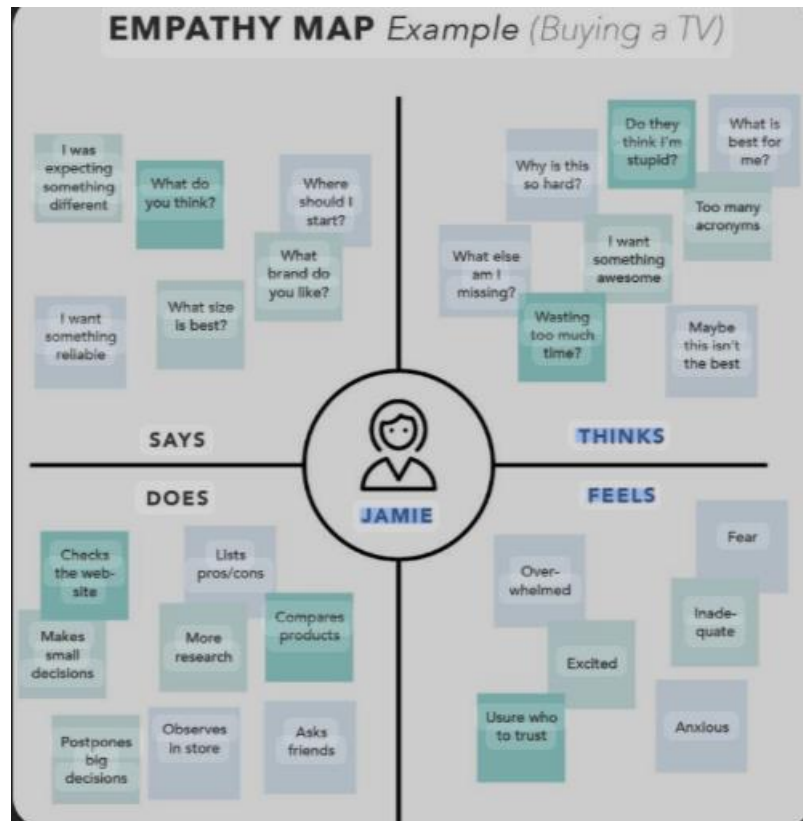 EMPATHY MAP Example (Buying a TV)
I was
expecting
something
different
What do
you think?
Where
should I
start?
What
brand do
you like?
I want
something
reliable
What size
is best?
SAYS
Why is this
so hard?
Do they
think I'm
stupid?
What is
best for
me?
Too many
acronyms
What else
am I
missing?
I want
something
awesome
Wasting
too much
time?
Maybe
this isn't
the best
THINKS
JAMIE
DOES
Checks
the web-
site
Lists
pros/cons
Makes
small
decisions
More
research
Compares
products
Postpones
big
decisions
Observes
in store
Asks
friends
FEELS
Over-
whelmed
Fear
Inade-
quate
Excited
Usure who
to trust
Anxious